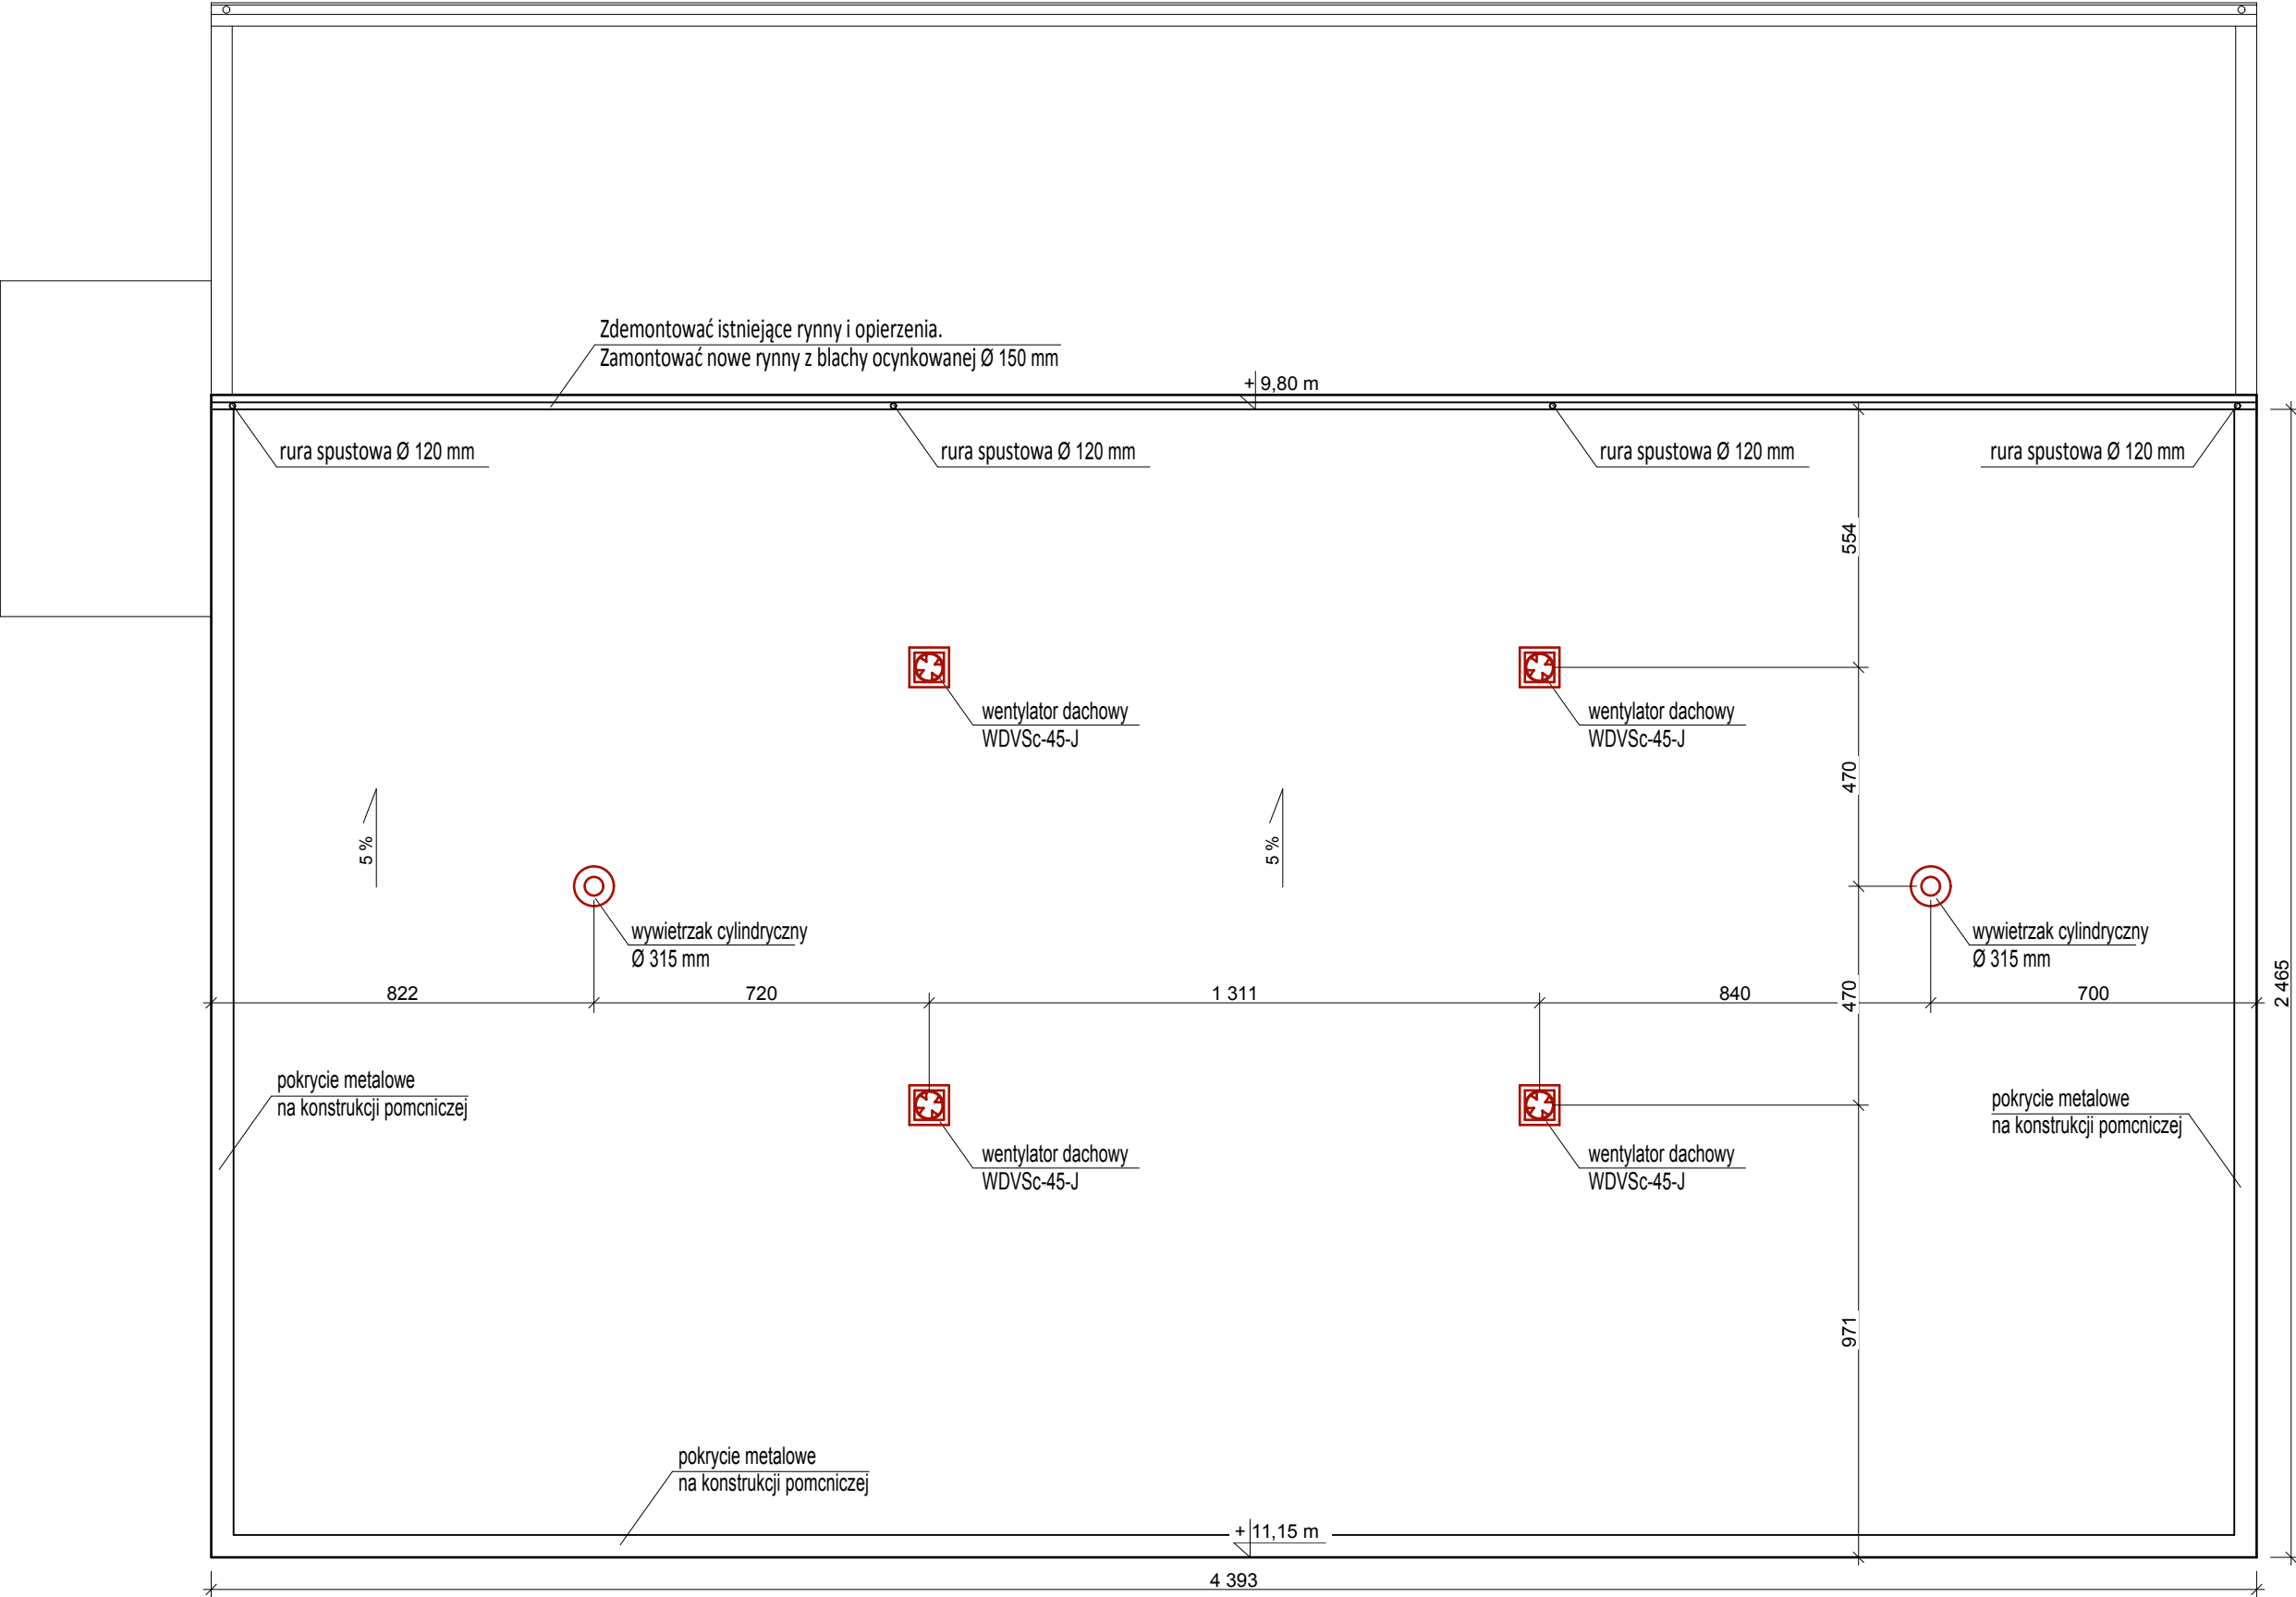 Zdemontować istniejące rynny i opierzenia.
Zamontować nowe rynny z blachy ocynkowanej Ø 150 mm
+ 9,80 m
rura spustowa Ø 120 mm
rura spustowa Ø 120 mm
rura spustowa Ø 120 mm
rura spustowa Ø 120 mm
554
wentylator dachowy
WDVSc-45-J
wentylator dachowy
WDVSc-45-J
470
5 %
5 %
wywietrzak cylindryczny
Ø 315 mm
wywietrzak cylindryczny
Ø 315 mm
822
720
1 311
840
470
700
2 465
pokrycie metalowe
na konstrukcji pomcniczej
pokrycie metalowe
na konstrukcji pomcniczej
wentylator dachowy
WDVSc-45-J
wentylator dachowy
WDVSc-45-J
971
pokrycie metalowe
na konstrukcji pomcniczej
+ 11,15 m
4 393